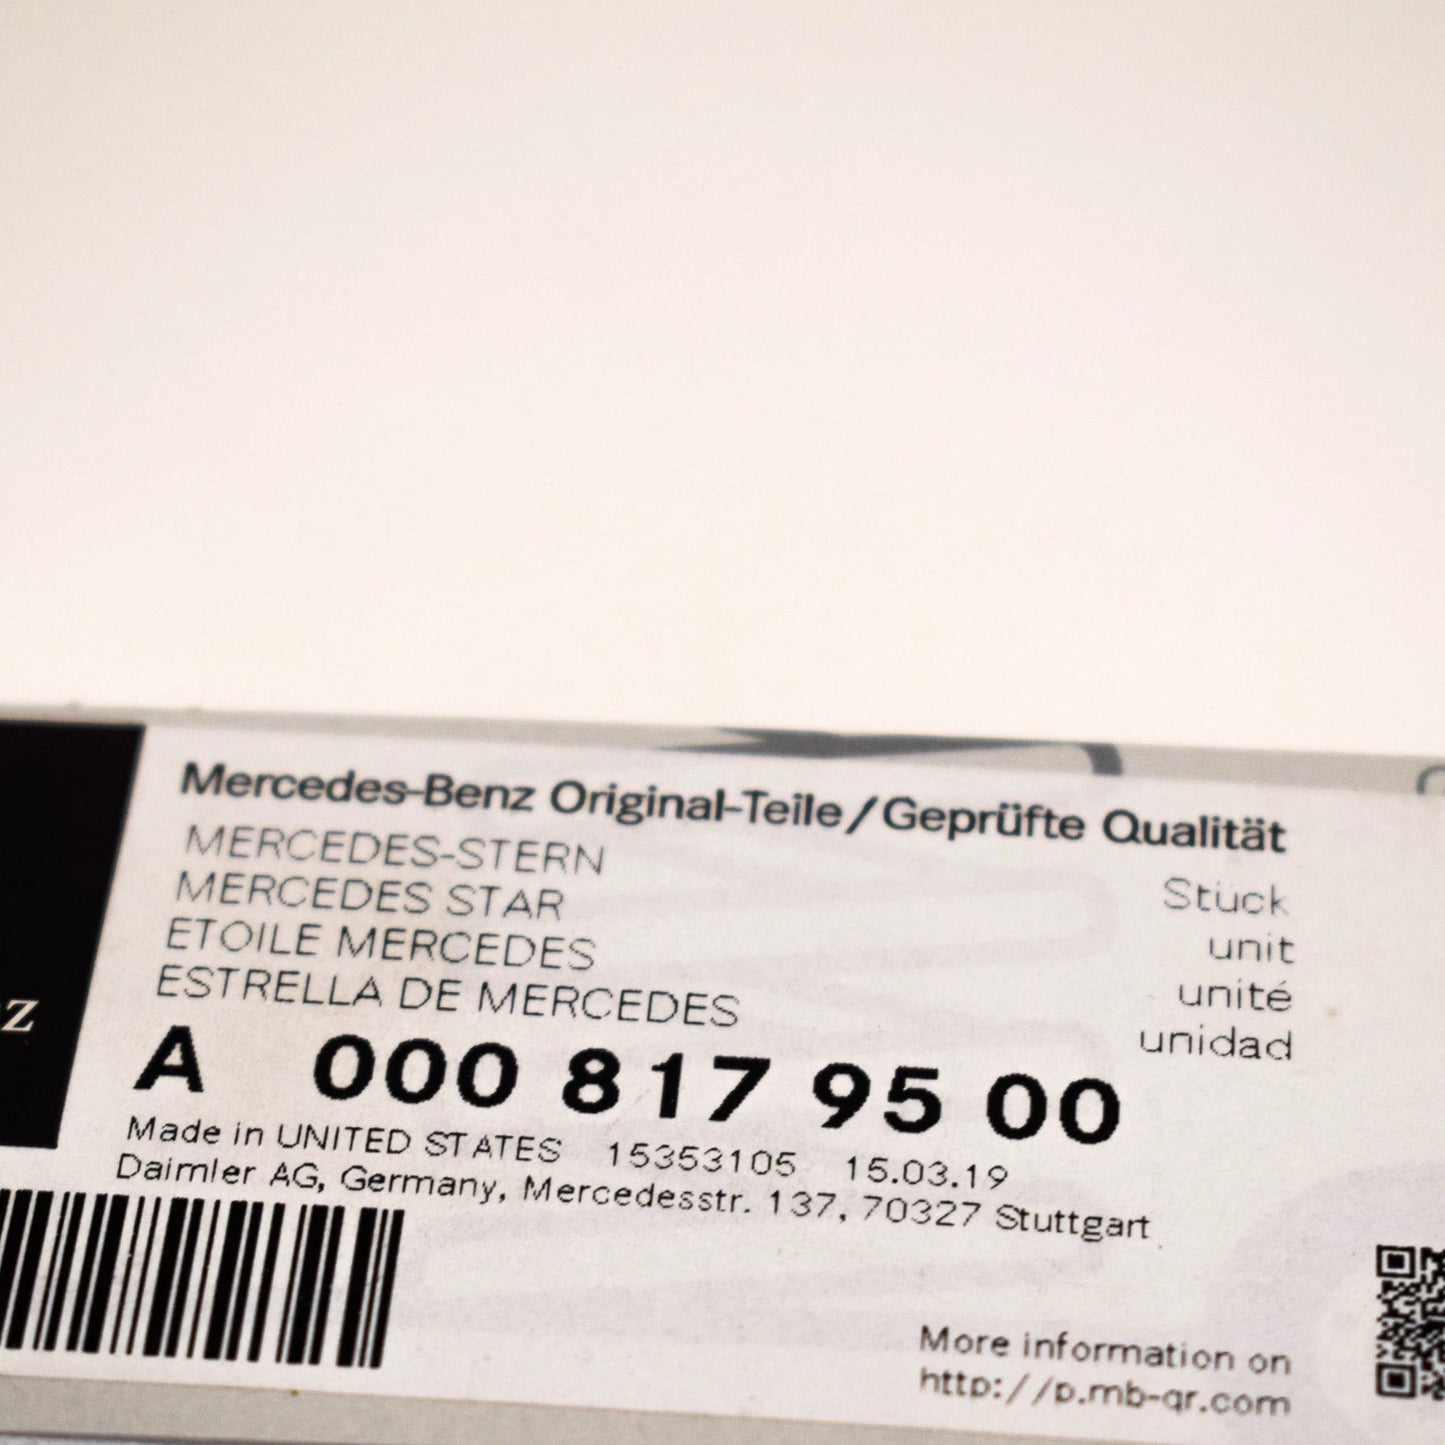 Mercedes-Benz Original-Teile/Geprüfte Qualität
MERCEDES-STERN
MERCEDES STAR
ETOILE MERCEDES
ESTRELLA DE MERCEDES
Stück
unit
unité
unidad
z
A 000 817 95 00
Made in UNITED STATES 15353105 15.03.19
Daimler AG, Germany, Mercedesstr. 137, 70327 Stuttgart
More information on
http://p.mb-qr.com